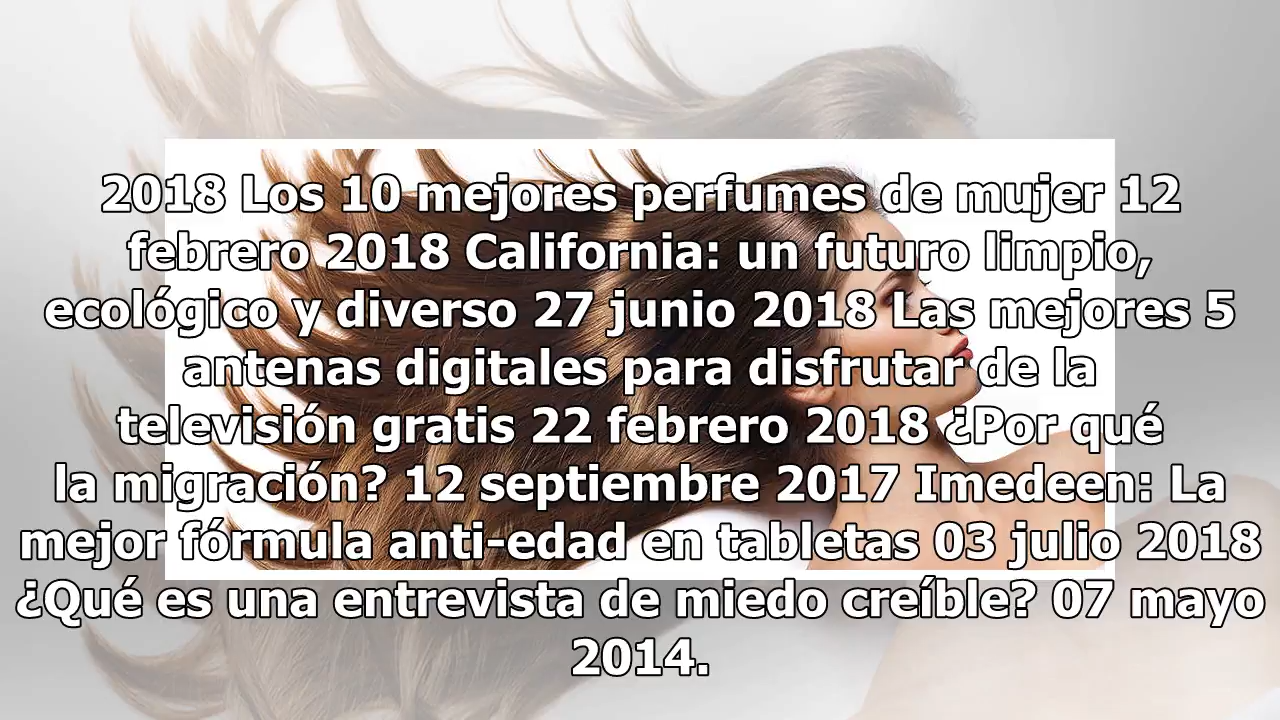 2018 Los 10 mejores perfumes de mujer 12
febrero 2018 California: un futuro limpio,
ecológico y diverso 27 junio 2018 Las mejores 5
antenas digitales para disfrutar de la
televisión gratis 22 febrero 2018 ¿Por qué
la migración? 12 septiembre 2017 Imedeen: La
mejor fórmula anti-edad en tabletas 03 julio 2018
¿Qué es una entrevista de miedo creíble? 07 mayo
2014.